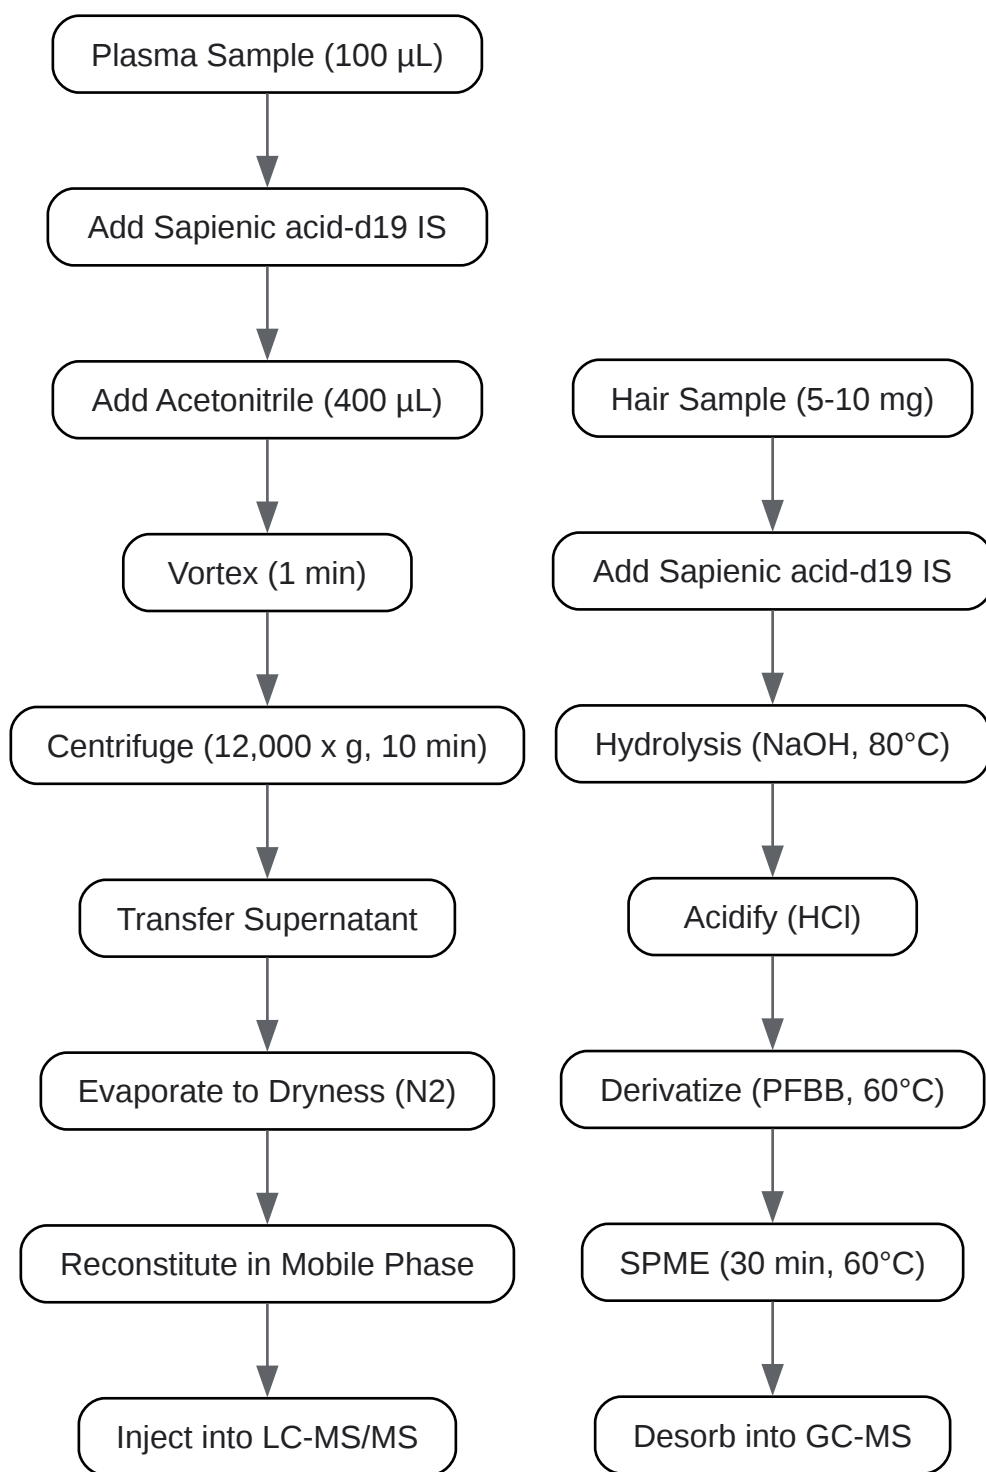 Plasma Sample (100 µL)
Add Sapienic acid-d19 IS
Add Acetonitrile (400 µL)
Vortex (1 min)
Centrifuge (12,000 x g, 10 min)
Transfer Supernatant
Evaporate to Dryness (N2)
Reconstitute in Mobile Phase
Inject into LC-MS/MS
Hair Sample (5-10 mg)
Add Sapienic acid-d19 IS
Hydrolysis (NaOH, 80°C)
Acidify (HCl)
Derivatize (PFBB, 60°C)
SPME (30 min, 60°C)
Desorb into GC-MS